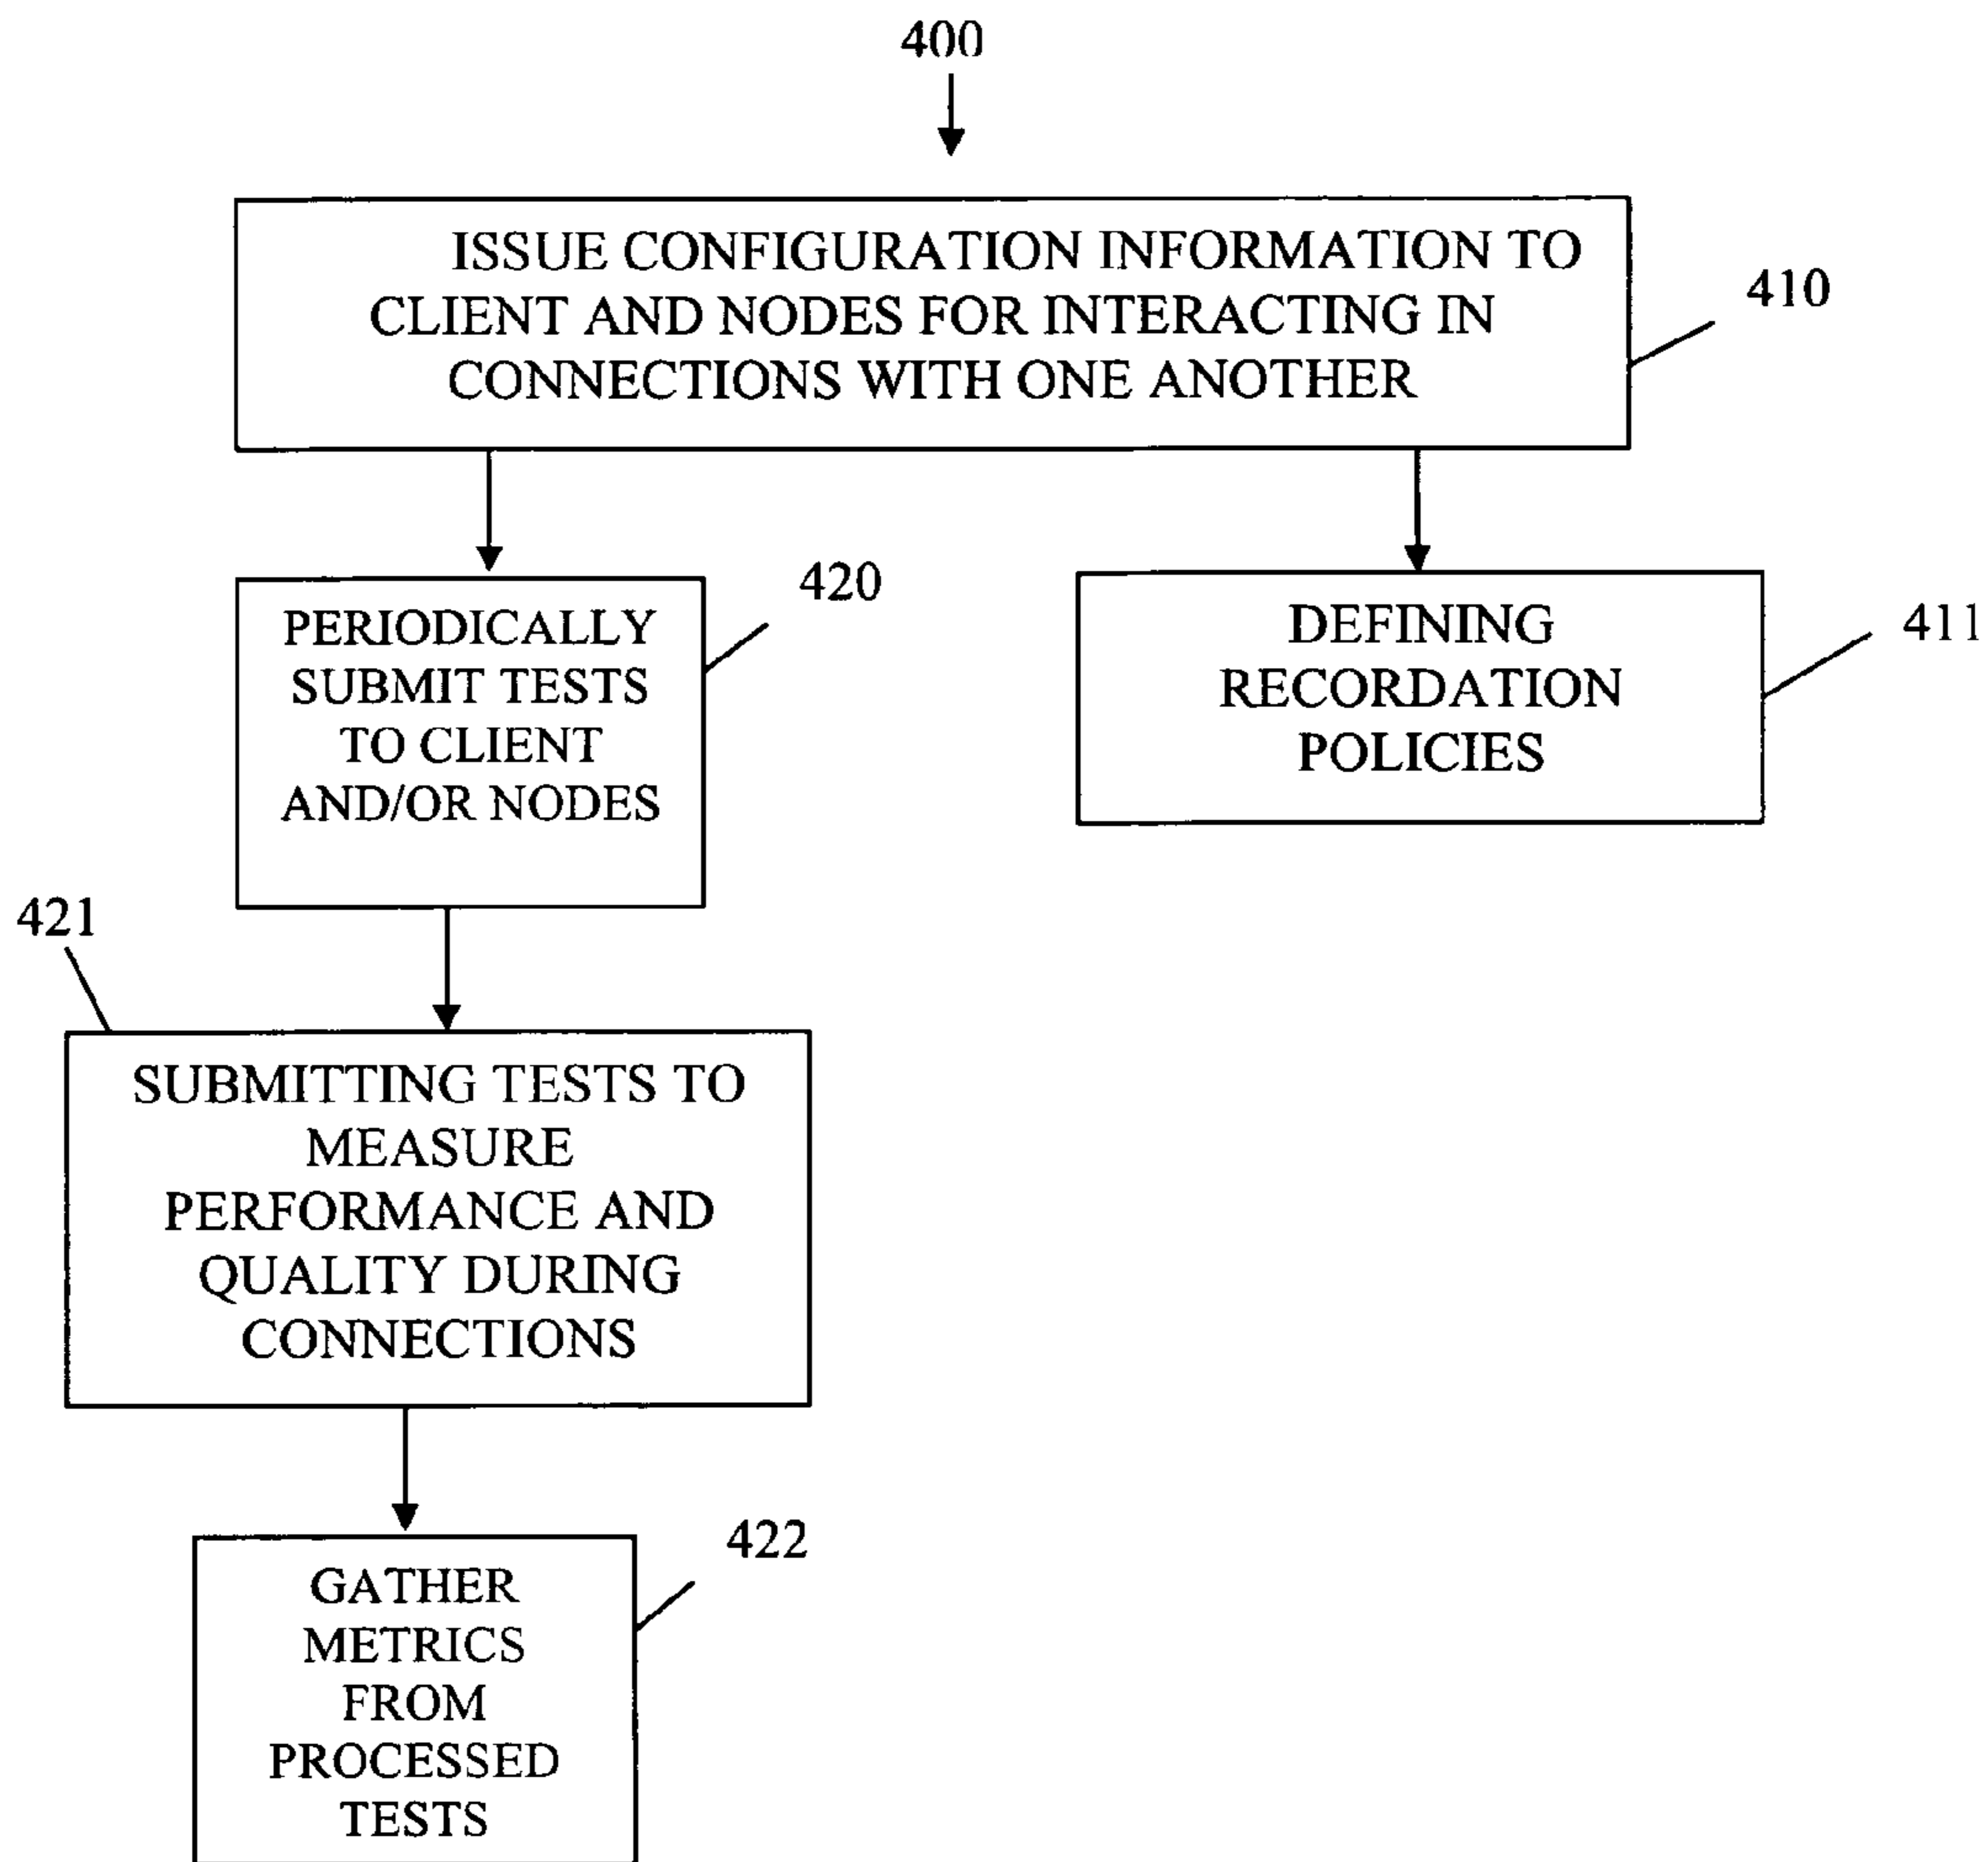 400
ISSUE CONFIGURATION INFORMATION TO
CLIENT AND NODES FOR INTERACTING IN
CONNECTIONS WITH ONE ANOTHER
410
PERIODICALLY
SUBMIT TESTS
TO CLIENT
AND/OR NODES
420
DEFINING
RECORDATION
POLICIES
411
421
SUBMITTING TESTS TO
MEASURE
PERFORMANCE AND
QUALITY DURING
CONNECTIONS
GATHER
METRICS
FROM
PROCESSED
TESTS
422